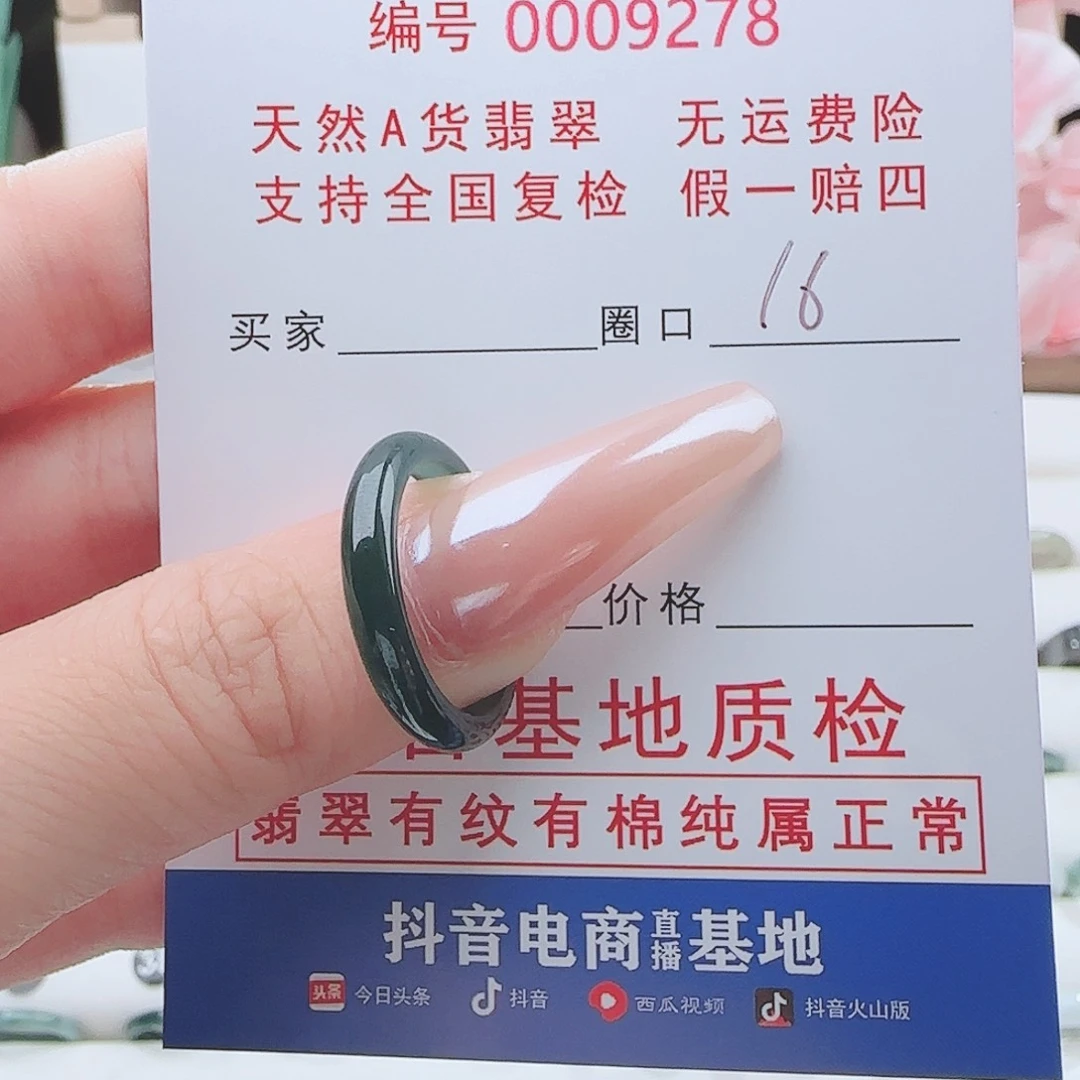 编号 0009278
天然A货翡翠 无运费险
支持全国复检 假一赔四
买家 圈口 16
价格
基地质检
翡翠有纹有棉纯属正常
抖音电商直播基地
头条 今日头条 抖音 西瓜视频 抖音火山版